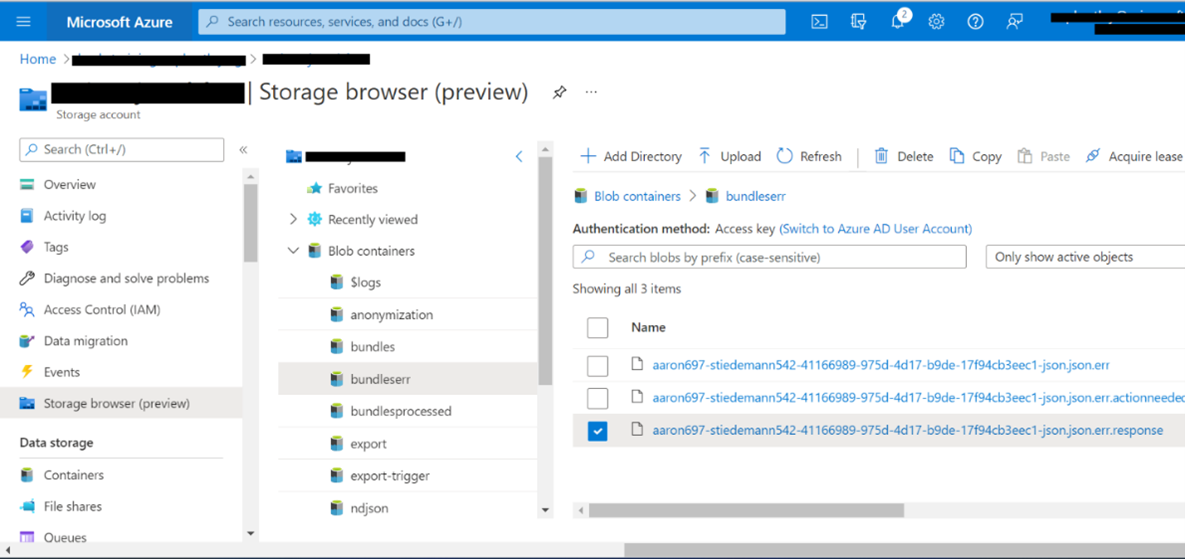 Microsoft Azure
Search resources, services, and docs (G+/)
2
Home
| Storage browser (preview)
Storage account
Search (Ctrl+/)
Overview
Activity log
Tags
Diagnose and solve problems
Access Control (IAM)
Data migration
Events
Storage browser (preview)
Data storage
Containers
File shares
Queues
Favorites
Recently viewed
Blob containers
$logs
anonymization
bundles
bundleserr
bundlesprocessed
export
export-trigger
ndjson
Add Directory
Upload
Refresh
Delete
Copy
Paste
Acquire lease
Blob containers > bundleserr
Authentication method: Access key (Switch to Azure AD User Account)
Search blobs by prefix (case-sensitive)
Only show active objects
Showing all 3 items
Name
aaron697-stiedemann542-41166989-975d-4d17-b9de-17f94cb3eec1-json.json.err
aaron697-stiedemann542-41166989-975d-4d17-b9de-17f94cb3eec1-json.json.err.actionneeded
aaron697-stiedemann542-41166989-975d-4d17-b9de-17f94cb3eec1-json.json.err.response